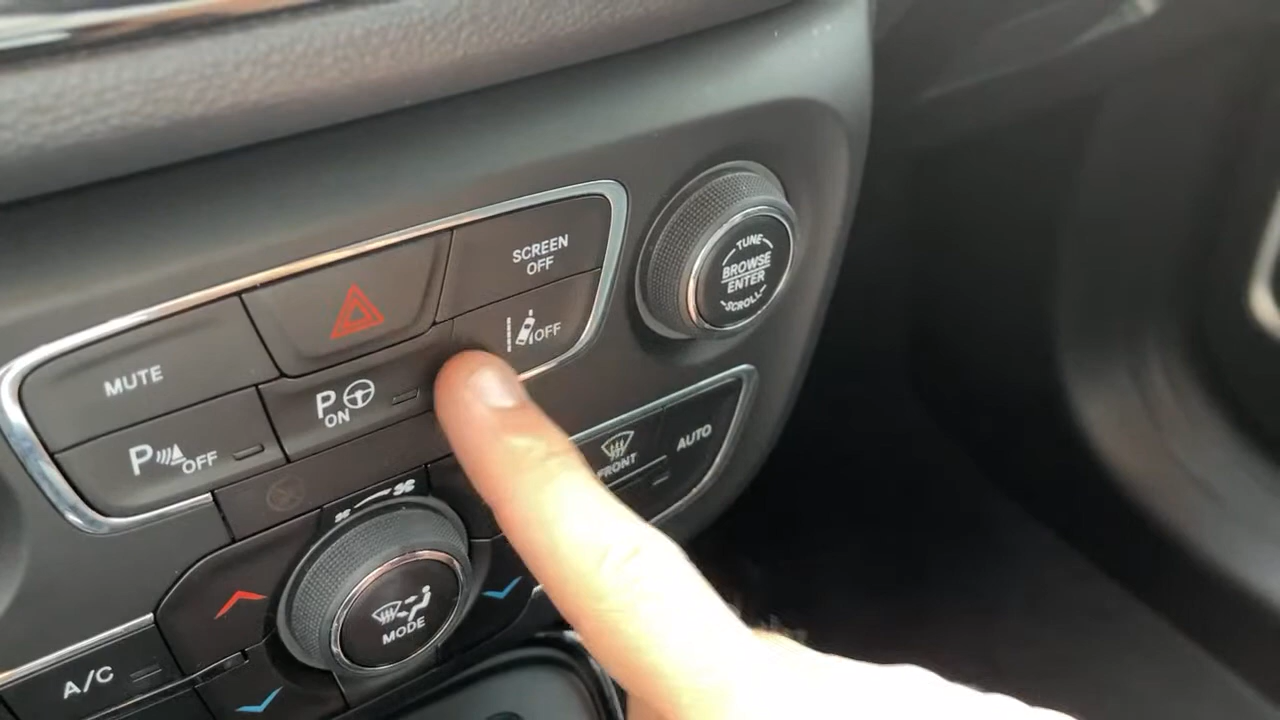 SCREEN
OFF
TUNE
BROWSE
ENTER
SCROLL
OFF
MUTE
P
ON
P OFF
FRONT
AUTO
MODE
A/C